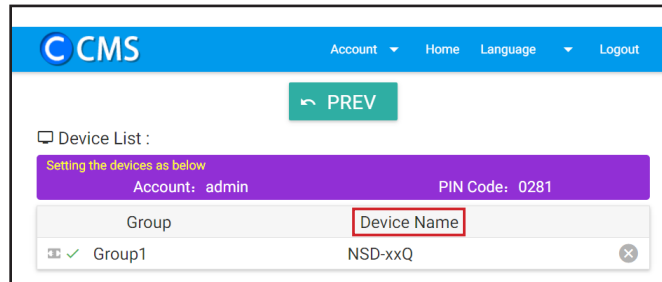 C CMS Account Home Language Logout
PREV
Device List :
Setting the devices as below
Account：admin PIN Code：0281
Group Device Name
Group1 NSD-xxQ